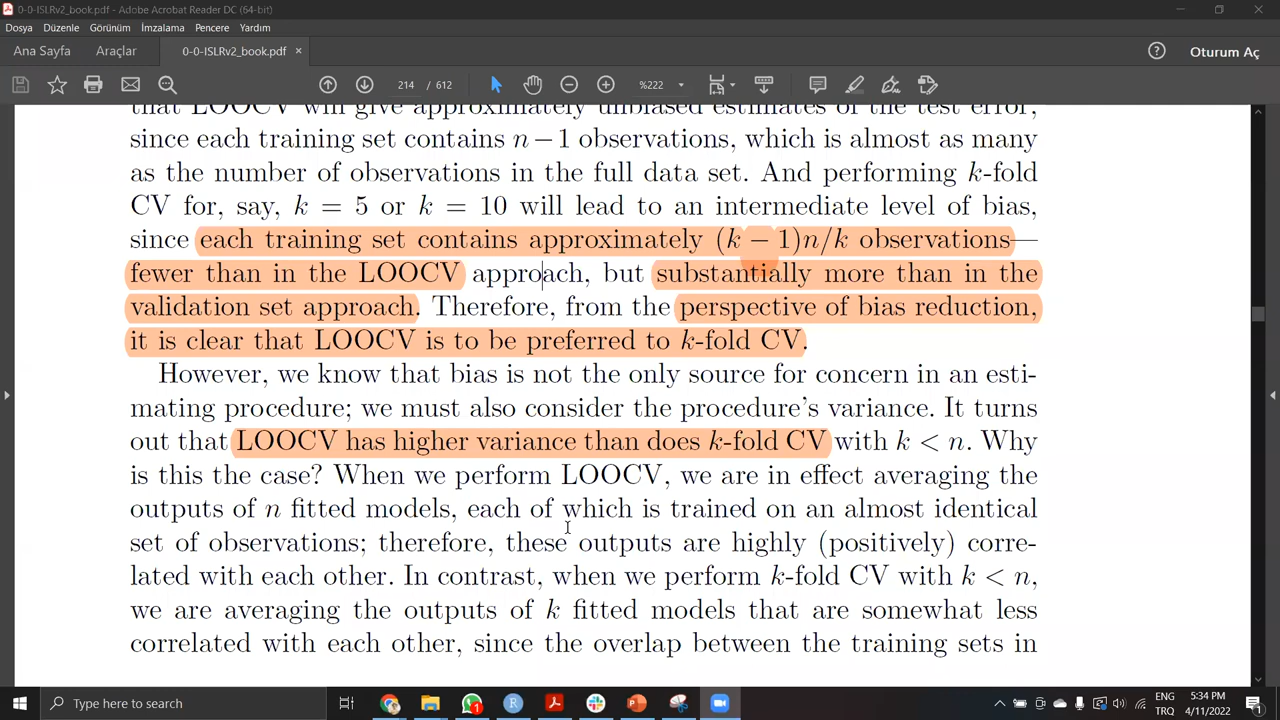 0-0-ISLRv2_book.pdf - Adobe Acrobat Reader DC (64-bit)
Dosya Düzenle Görünüm İmzalama Pencere Yardım
Ana Sayfa Araçlar 0-0-ISLRv2_book.pdf × Oturum Aç
214 / 612 %222
that LOOCV will give approximately unbiased estimates of the test error,
since each training set contains n − 1 observations, which is almost as many
as the number of observations in the full data set. And performing k-fold
CV for, say, k = 5 or k = 10 will lead to an intermediate level of bias,
since each training set contains approximately (k − 1)n/k observations—
fewer than in the LOOCV approach, but substantially more than in the
validation set approach. Therefore, from the perspective of bias reduction,
it is clear that LOOCV is to be preferred to k-fold CV.
However, we know that bias is not the only source for concern in an esti-
mating procedure; we must also consider the procedure's variance. It turns
out that LOOCV has higher variance than does k-fold CV with k < n. Why
is this the case? When we perform LOOCV, we are in effect averaging the
outputs of n fitted models, each of which is trained on an almost identical
set of observations; therefore, these outputs are highly (positively) corre-
lated with each other. In contrast, when we perform k-fold CV with k < n,
we are averaging the outputs of k fitted models that are somewhat less
correlated with each other, since the overlap between the training sets in
Type here to search
ENG 5:34 PM
TRQ 4/11/2022